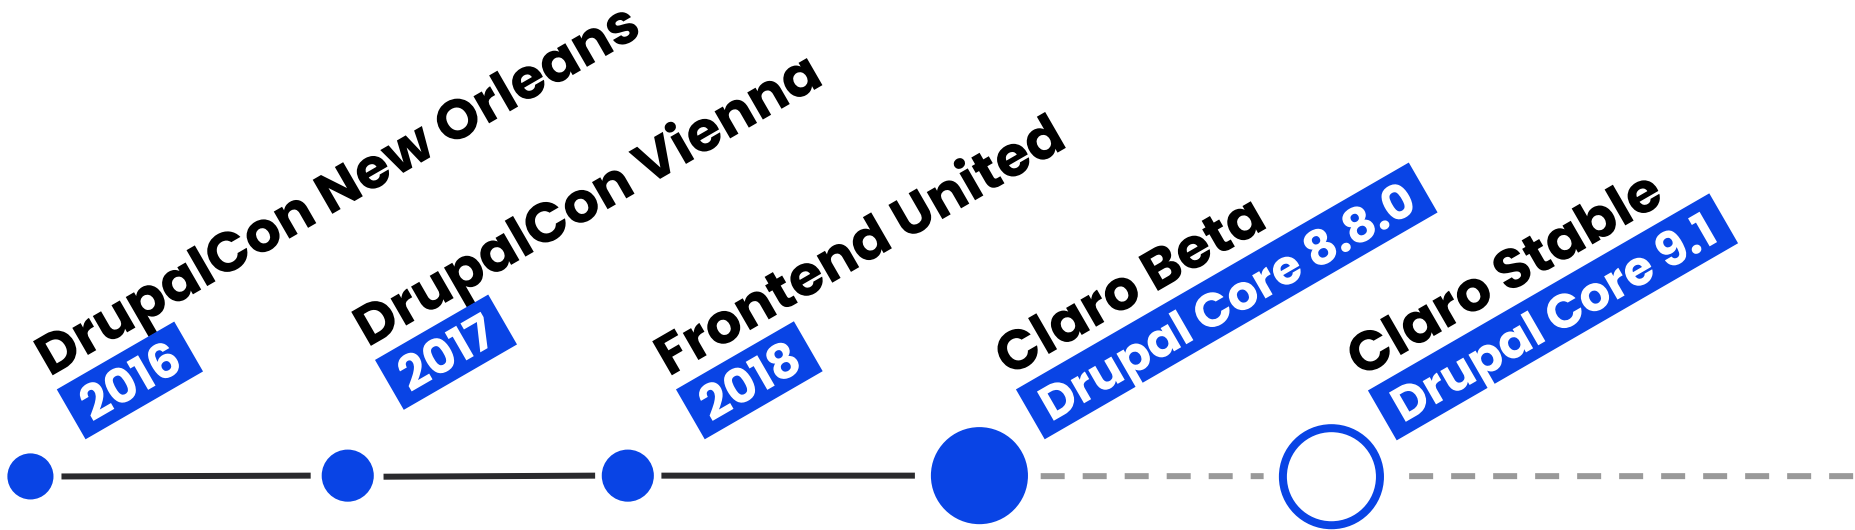 DrupalCon New Orleans
2016
DrupalCon Vienna
2017
Frontend United
2018
Claro Beta
Drupal Core 8.8.0
Claro Stable
Drupal Core 9.1